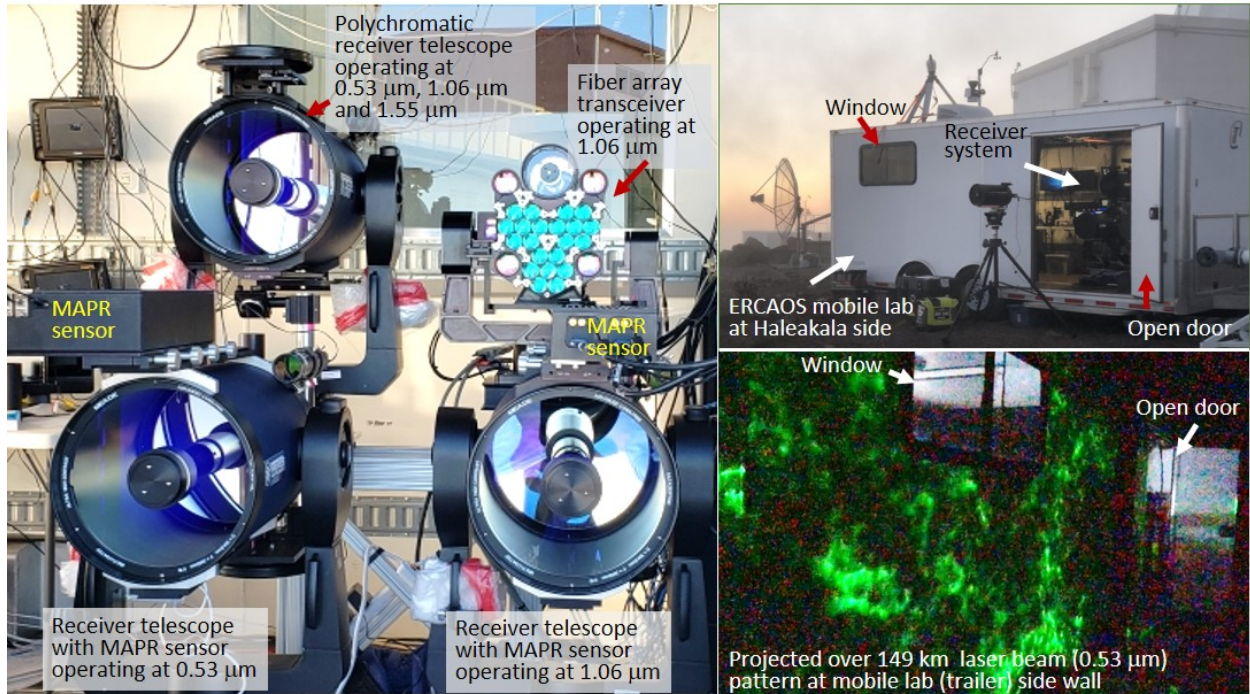 Polychromatic
receiver telescope
operating at
0.53 µm, 1.06 µm
and 1.55 µm
Fiber array
transceiver
operating at
1.06 µm
MAPR
sensor
MAPR
sensor
MEADE
MEADE
MEADE
Receiver telescope
with MAPR sensor
operating at 0.53 µm
Receiver telescope
with MAPR sensor
operating at 1.06 µm
Window
Receiver
system
ERCAOS mobile lab
at Haleakala side
Open door
Window
Open door
Projected over 149 km laser beam (0.53 µm)
pattern at mobile lab (trailer) side wall